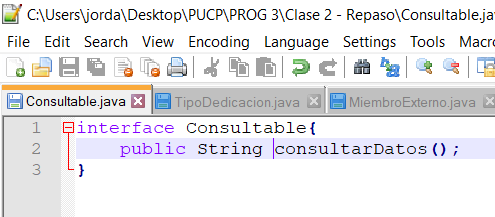 C:\Users\jorda\Desktop\PUCP\PROG 3\Clase 2 - Repaso\Consultable.ja
File Edit Search View Encoding Language Settings Tools Macro
Consultable.java TipoDedicacion.java MiembroExterno.java
1 interface Consultable{
2 public String consultarDatos();
3 }